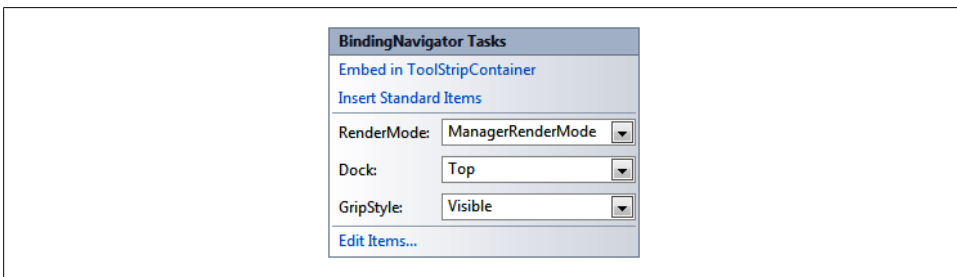 BindingNavigator Tasks
Embed in ToolStripContainer
Insert Standard Items
RenderMode: ManagerRenderMode
Dock: Top
GripStyle: Visible
Edit Items...